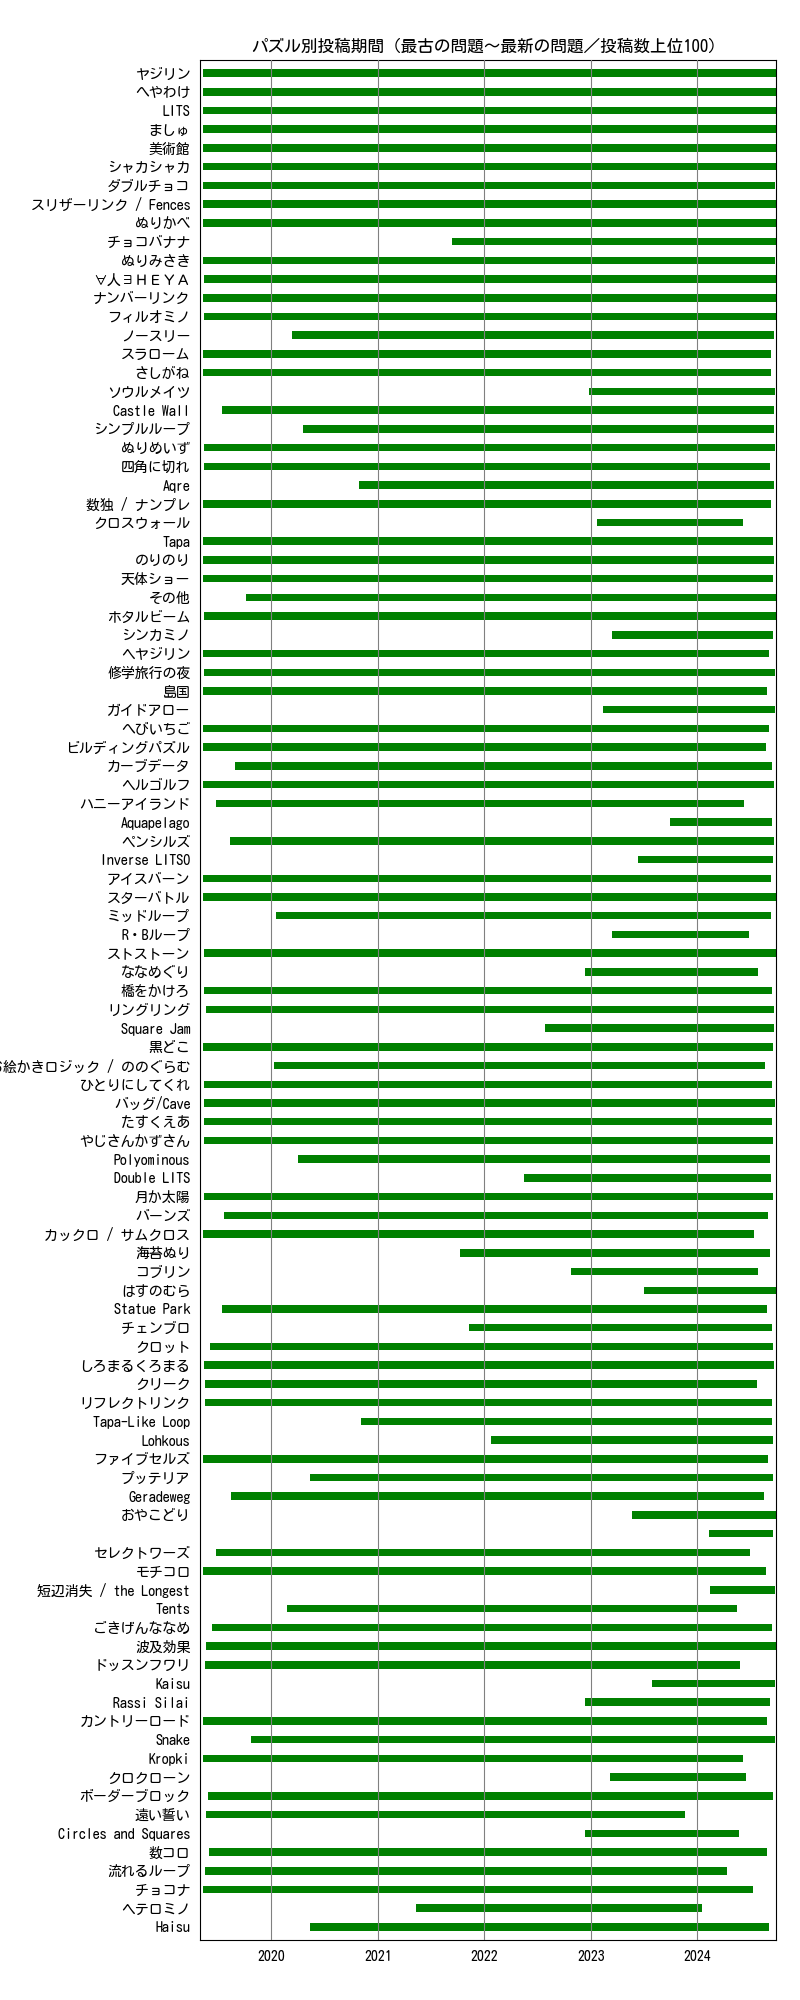 パズル別投稿期間（最古の問題～最新の問題／投稿数上位100）
ヤジリン
へやわけ
LITS
ましゅ
美術館
シャカシャカ
ダブルチョコ
スリザーリンク / Fences
ぬりかべ
チョコバナナ
ぬりみさき
∀人∃ＨＥＹＡ
ナンバーリンク
フィルオミノ
ノースリー
スラローム
さしがね
ソウルメイツ
Castle Wall
シンプルループ
ぬりめいず
四角に切れ
Aqre
数独 / ナンプレ
クロスウォール
Tapa
のりのり
天体ショー
その他
ホタルビーム
シンカミノ
ヘヤジリン
修学旅行の夜
島国
ガイドアロー
へびいちご
ビルディングパズル
カーブデータ
ヘルゴルフ
ハニーアイランド
Aquapelago
ペンシルズ
Inverse LITSO
アイスバーン
スターバトル
ミッドループ
R・Bループ
ストストーン
ななめぐり
橋をかけろ
リングリング
Square Jam
黒どこ
絵かきロジック / ののぐらむ
ひとりにしてくれ
バッグ/Cave
たすくえあ
やじさんかずさん
Polyominous
Double LITS
月か太陽
バーンズ
カックロ / サムクロス
海苔ぬり
コブリン
はすのむら
Statue Park
チェンブロ
クロット
しろまるくろまる
クリーク
リフレクトリンク
Tapa-Like Loop
Lohkous
ファイブセルズ
プッテリア
Geradeweg
おやこどり
セレクトワーズ
モチコロ
短辺消失 / the Longest
Tents
ごきげんななめ
波及効果
ドッスンフワリ
Kaisu
Rassi Silai
カントリーロード
Snake
Kropki
クロクローン
ボーダーブロック
遠い誓い
Circles and Squares
数コロ
流れるループ
チョコナ
ヘテロミノ
Haisu
2020 2021 2022 2023 2024